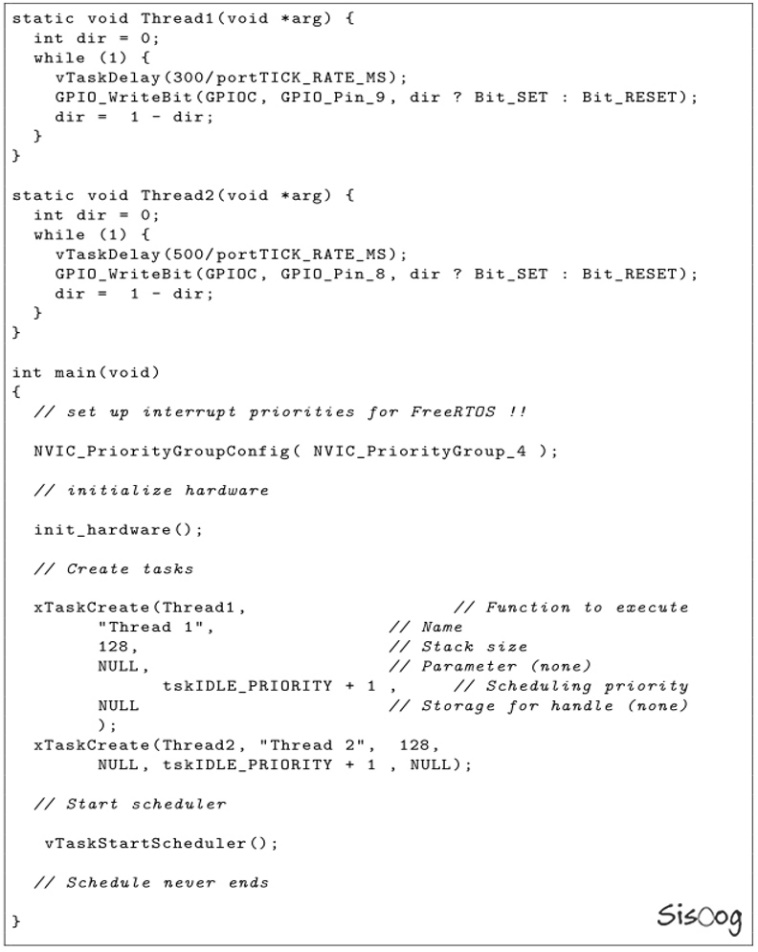 static void Thread1(void *arg) {
  int dir = 0;
  while (1) {
    vTaskDelay(300/portTICK_RATE_MS);
    GPIO_WriteBit(GPIOC, GPIO_Pin_9, dir ? Bit_SET : Bit_RESET);
    dir =  1 - dir;
  }
}

static void Thread2(void *arg) {
  int dir = 0;
  while (1) {
    vTaskDelay(500/portTICK_RATE_MS);
    GPIO_WriteBit(GPIOC, GPIO_Pin_8, dir ? Bit_SET : Bit_RESET);
    dir =  1 - dir;
  }
}

int main(void)
{
  // set up interrupt priorities for FreeRTOS !!

  NVIC_PriorityGroupConfig( NVIC_PriorityGroup_4 );

  // initialize hardware

  init_hardware();

  // Create tasks

  xTaskCreate(Thread1,                   // Function to execute
        "Thread 1",                // Name
        128,                       // Stack size
        NULL,                      // Parameter (none)
              tskIDLE_PRIORITY + 1 ,     // Scheduling priority
        NULL                       // Storage for handle (none)
        );
  xTaskCreate(Thread2, "Thread 2",  128,
        NULL, tskIDLE_PRIORITY + 1 , NULL);

  // Start scheduler

   vTaskStartScheduler();

  // Schedule never ends

}
SisOog